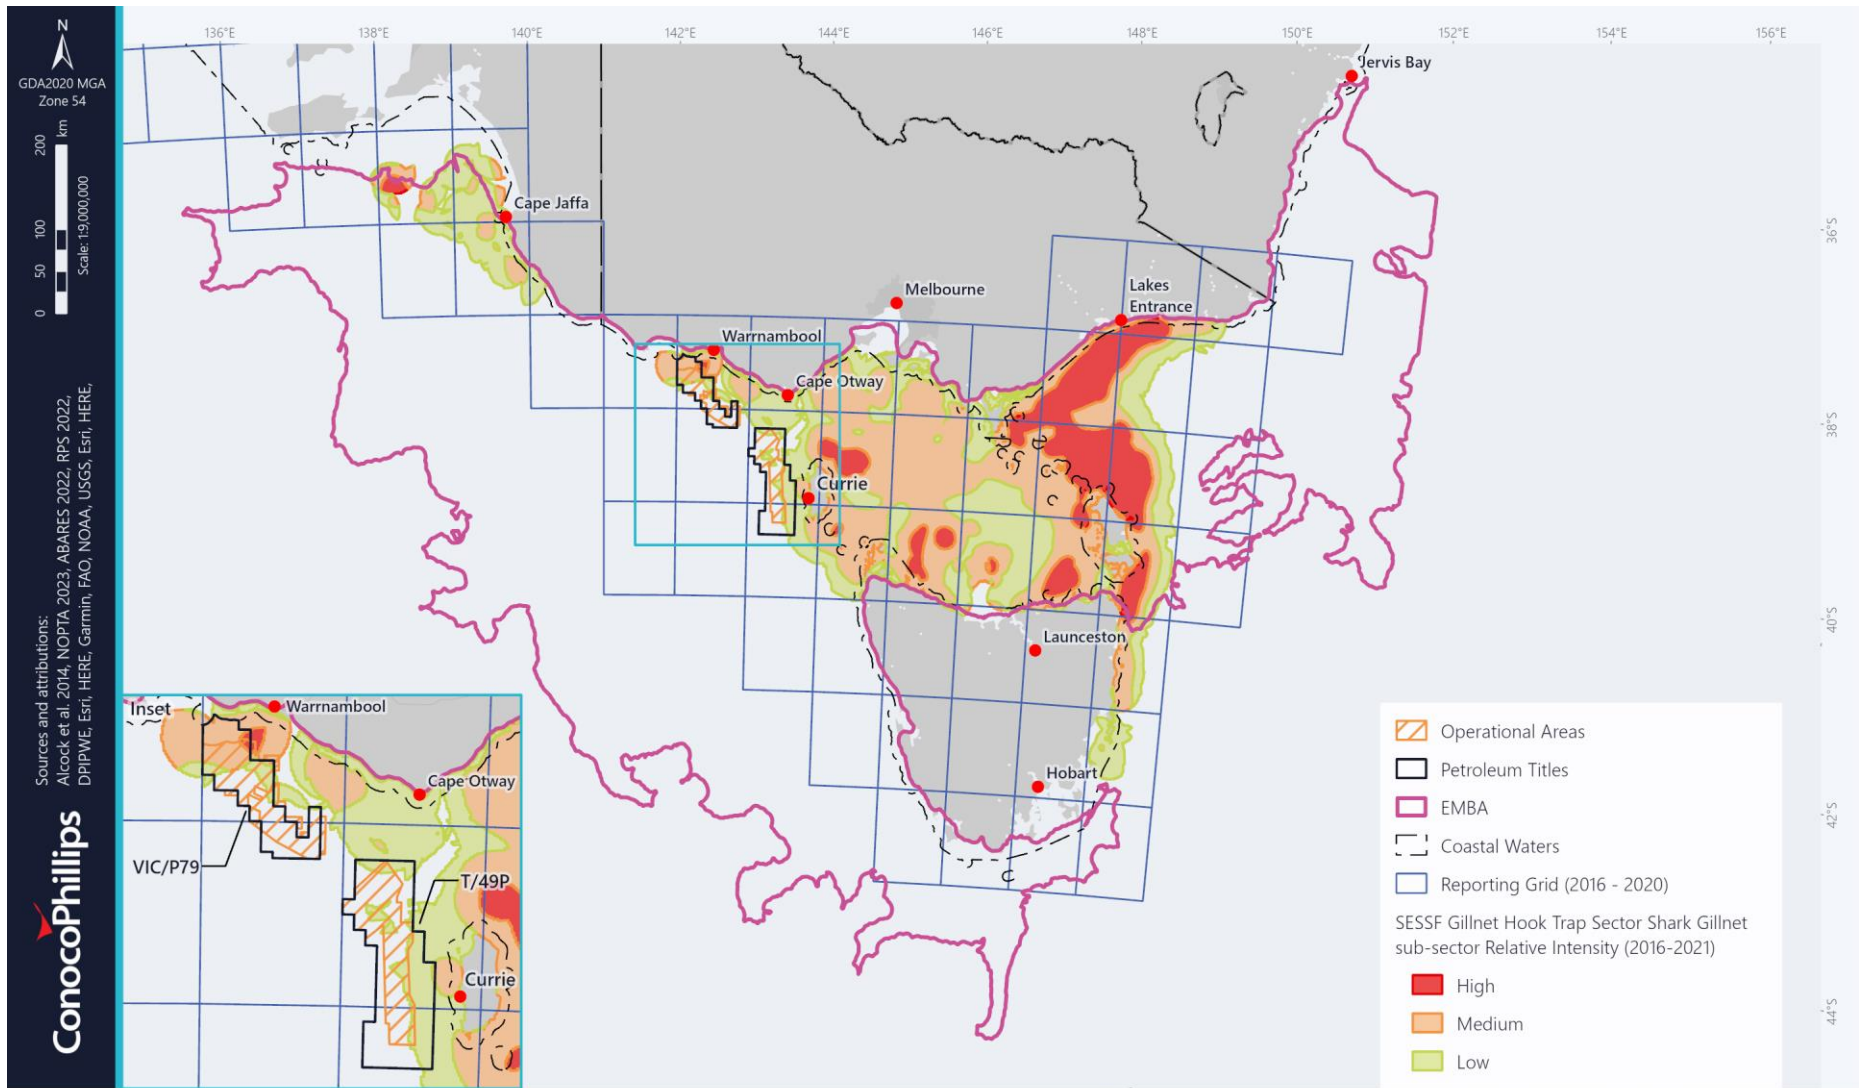 N
GDA2020 MGA
Zone 54
200
km
100
50
0
Scale: 1:9,000,000
Sources and attributions:
Alcock et al. 2014, NOPTA 2023, ABARES 2022, RPS 2022,
DPIPWE, Esri, HERE, Garmin, FAO, NOAA, USGS, Esri, HERE,
ConocoPhillips
136°E
138°E
140°E
142°E
144°E
146°E
148°E
150°E
152°E
154°E
156°E
36°S
38°S
40°S
42°S
44°S
Jervis Bay
Cape Jaffa
Melbourne
Lakes
Entrance
Warrnambool
Cape Otway
Currie
Launceston
Hobart
Inset
Warrnambool
Cape Otway
VIC/P79
T/49P
Currie
Operational Areas
Petroleum Titles
EMBA
Coastal Waters
Reporting Grid (2016 - 2020)
SESSF Gillnet Hook Trap Sector Shark Gillnet
sub-sector Relative Intensity (2016-2021)
High
Medium
Low